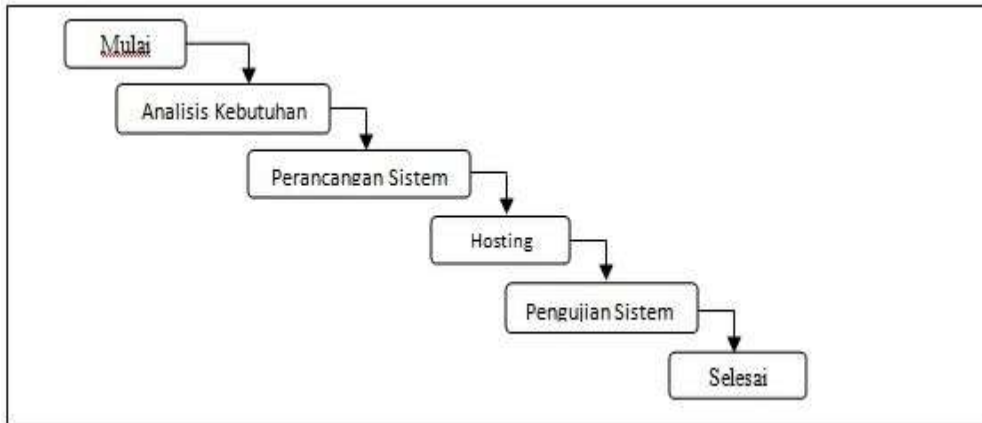 Mulai
Analisis Kebutuhan
Perancangan Sistem
Hosting
Pengujian Sistem
Selesai